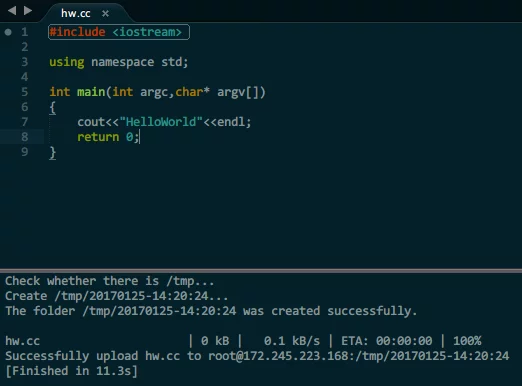 hw.cc ×
1 #include <iostream>
2
3 using namespace std;
4
5 int main(int argc,char* argv[])
6 {
7 cout<<"HelloWorld"<<endl;
8 return 0;
9 }
Check whether there is /tmp...
Create /tmp/20170125-14:20:24...
The folder /tmp/20170125-14:20:24 was created successfully.
hw.cc | 0 kB | 0.1 kB/s | ETA: 00:00:00 | 100%
Successfully upload hw.cc to root@172.245.223.168:/tmp/20170125-14:20:24
[Finished in 11.3s]